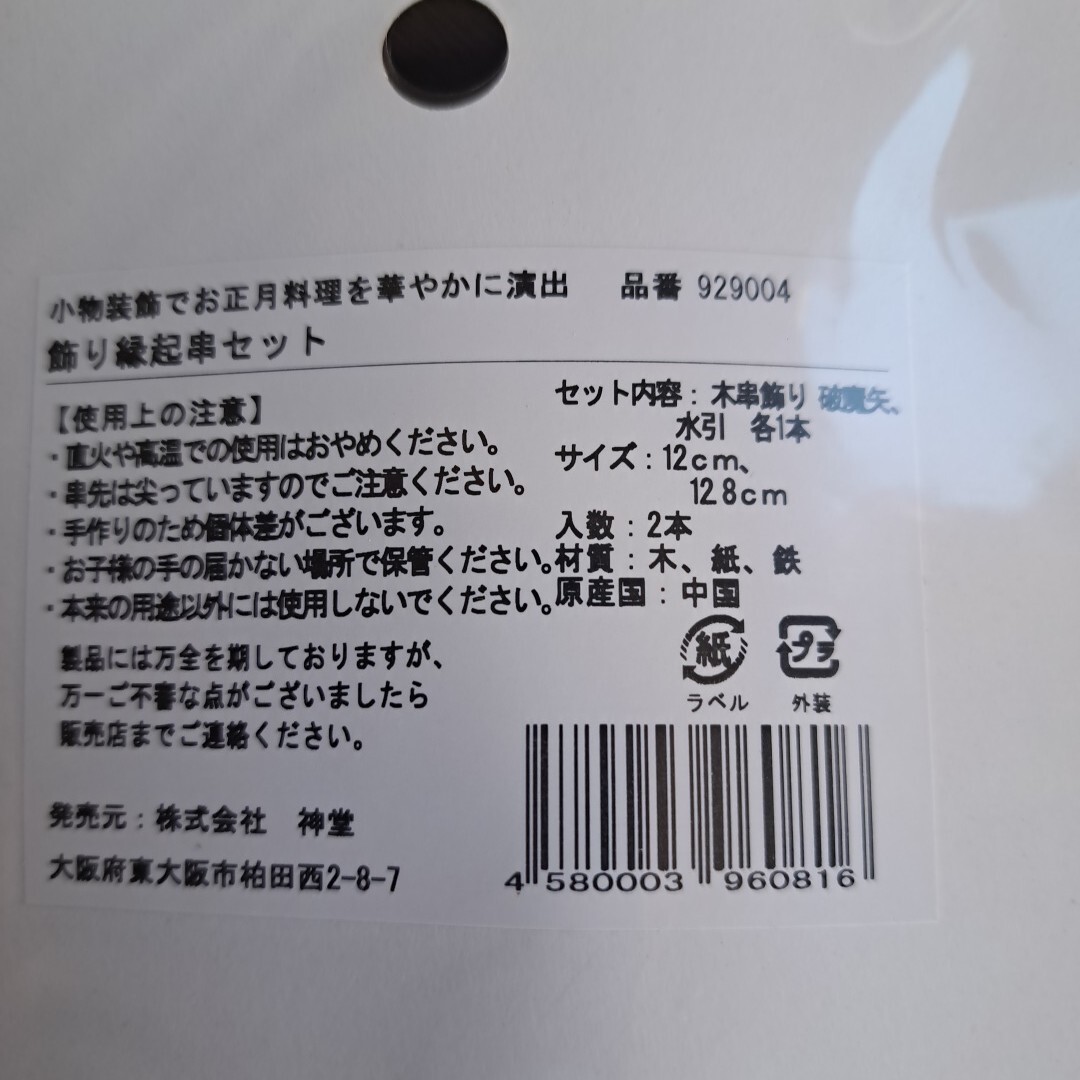 小物装飾でお正月料理を華やかに演出 品番 929004
飾り縁起串セット
【使用上の注意】
・直火や高温での使用はおやめください。
・串先は尖っていますのでご注意ください。
・手作りのため個体差がございます。
・お子様の手の届かない場所で保管ください。
・本来の用途以外には使用しないでください。
製品には万全を期しておりますが、
万一ご不審な点がございましたら
販売店までご連絡ください。
発売元:株式会社 神堂
大阪府東大阪市柏田西2-8-7
セット内容:木串飾り 破魔矢、
水引 各1本
サイズ:12cm、
12.8cm
入数:2本
材質:木、紙、鉄
原産国:中国
紙
ラベル
プラ
外装
4 580003 960816